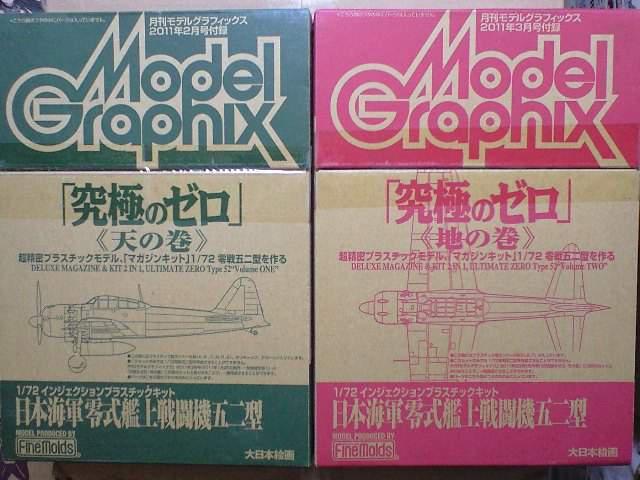 月刊モデルグラフィックス
2011年2月号付録
Model
Graphix
「究極のゼロ」
《天の巻》
超精密プラスチックモデル、「マガジンキット」1/72 零戦五二型を作る
DELUXE MAGAZINE & KIT 2 IN 1, ULTIMATE ZERO Type 52 "Volume ONE"
1/72 インジェクションプラスチックキット
日本海軍零式艦上戦闘機五二型
MODEL PRODUCED BY
FineMolds
大日本絵画
月刊モデルグラフィックス
2011年3月号付録
Model
Graphix
「究極のゼロ」
《地の巻》
超精密プラスチックモデル、「マガジンキット」1/72 零戦五二型を作る
DELUXE MAGAZINE & KIT 2 IN 1, ULTIMATE ZERO Type 52 "Volume TWO"
1/72 インジェクションプラスチックキット
日本海軍零式艦上戦闘機五二型
MODEL PRODUCED BY
FineMolds
大日本絵画